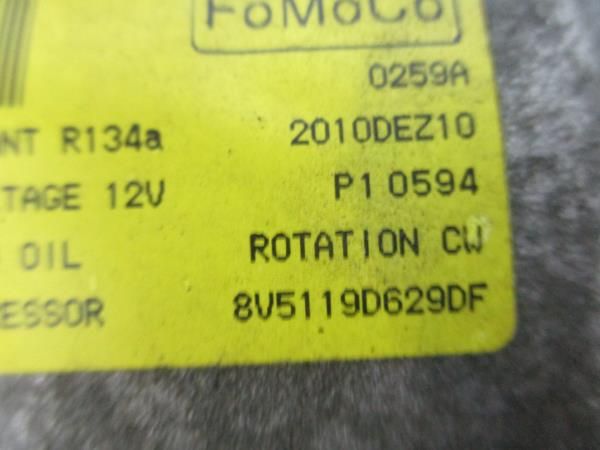 FoMoCo
0259A
NT R134a 2010DEZ10
TAGE 12V P1 0594
OIL ROTATION CW
ESSOR 8V5119D629DF